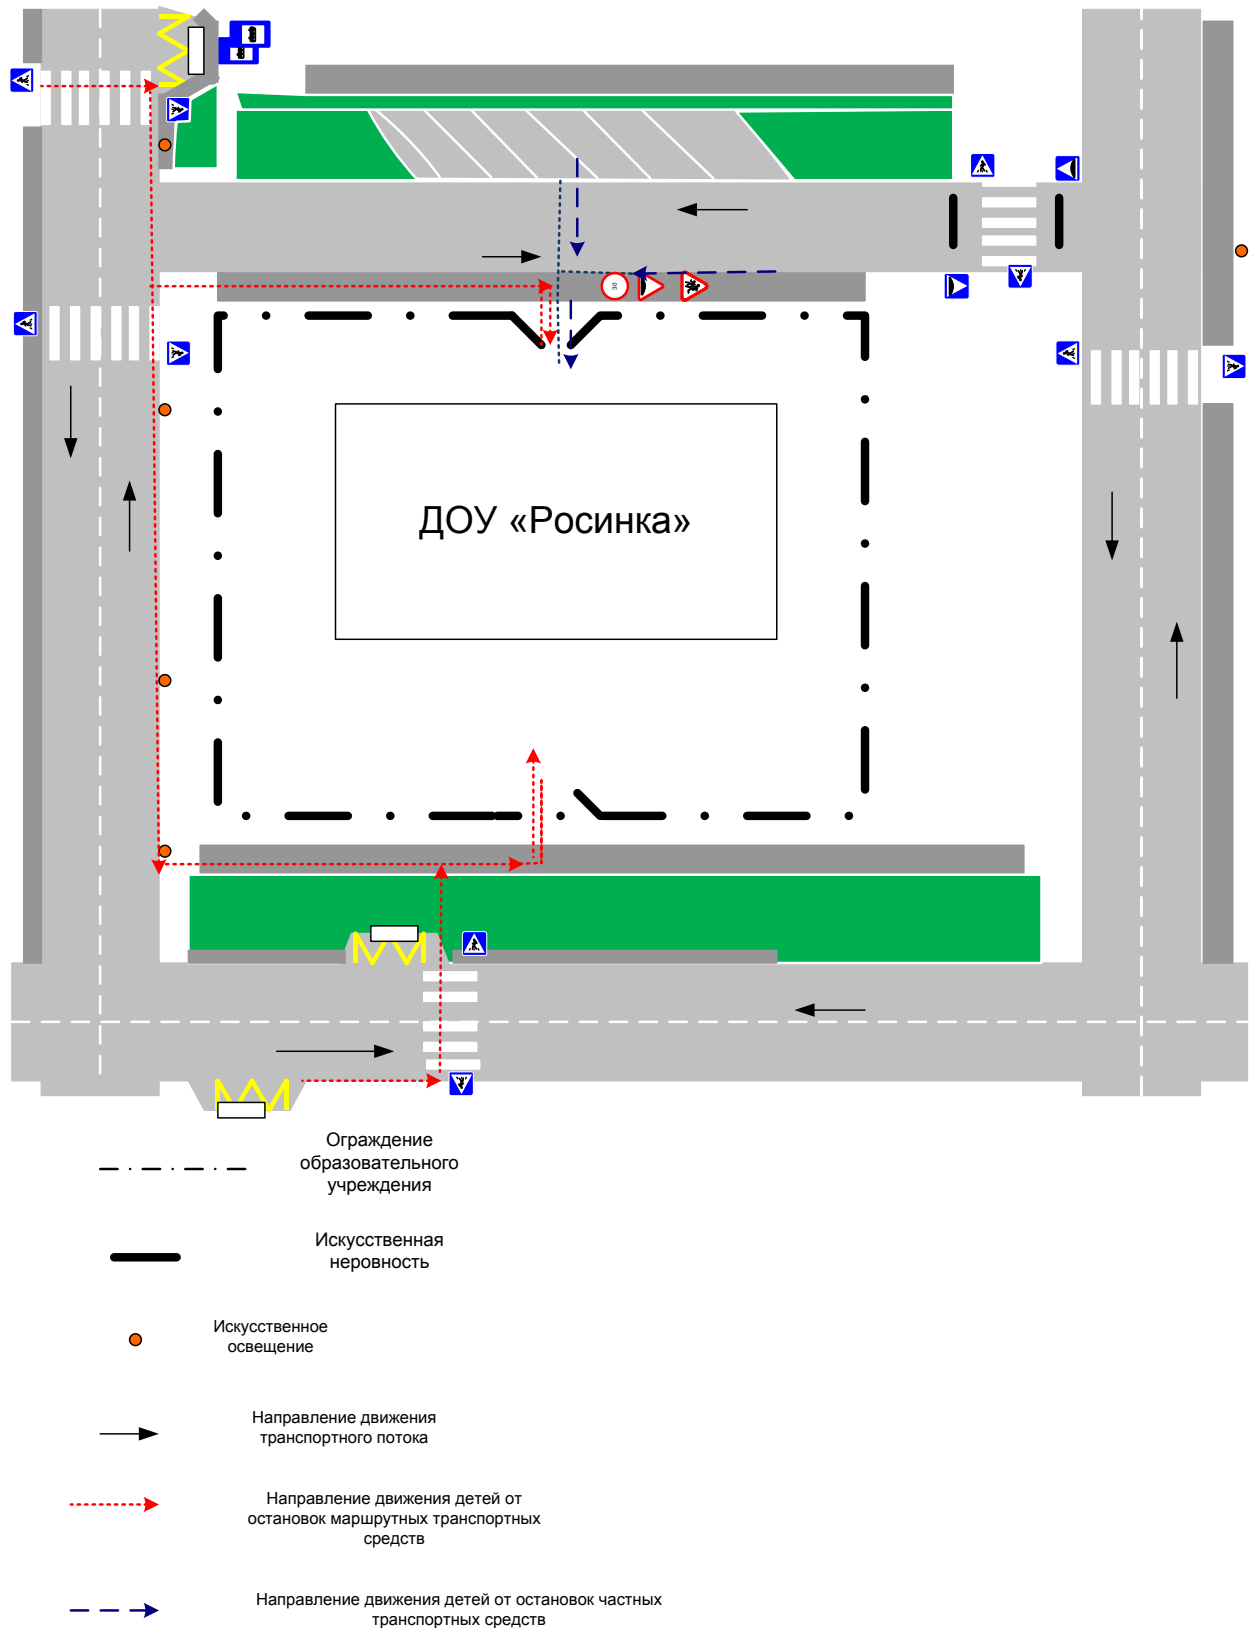 30
ДОУ «Росинка»
Ограждение
образовательного
учреждения
Искусственная
неровность
Искусственное
освещение
Направление движения
транспортного потока
Направление движения детей от
остановок маршрутных транспортных
средств
Направление движения детей от остановок частных
транспортных средств